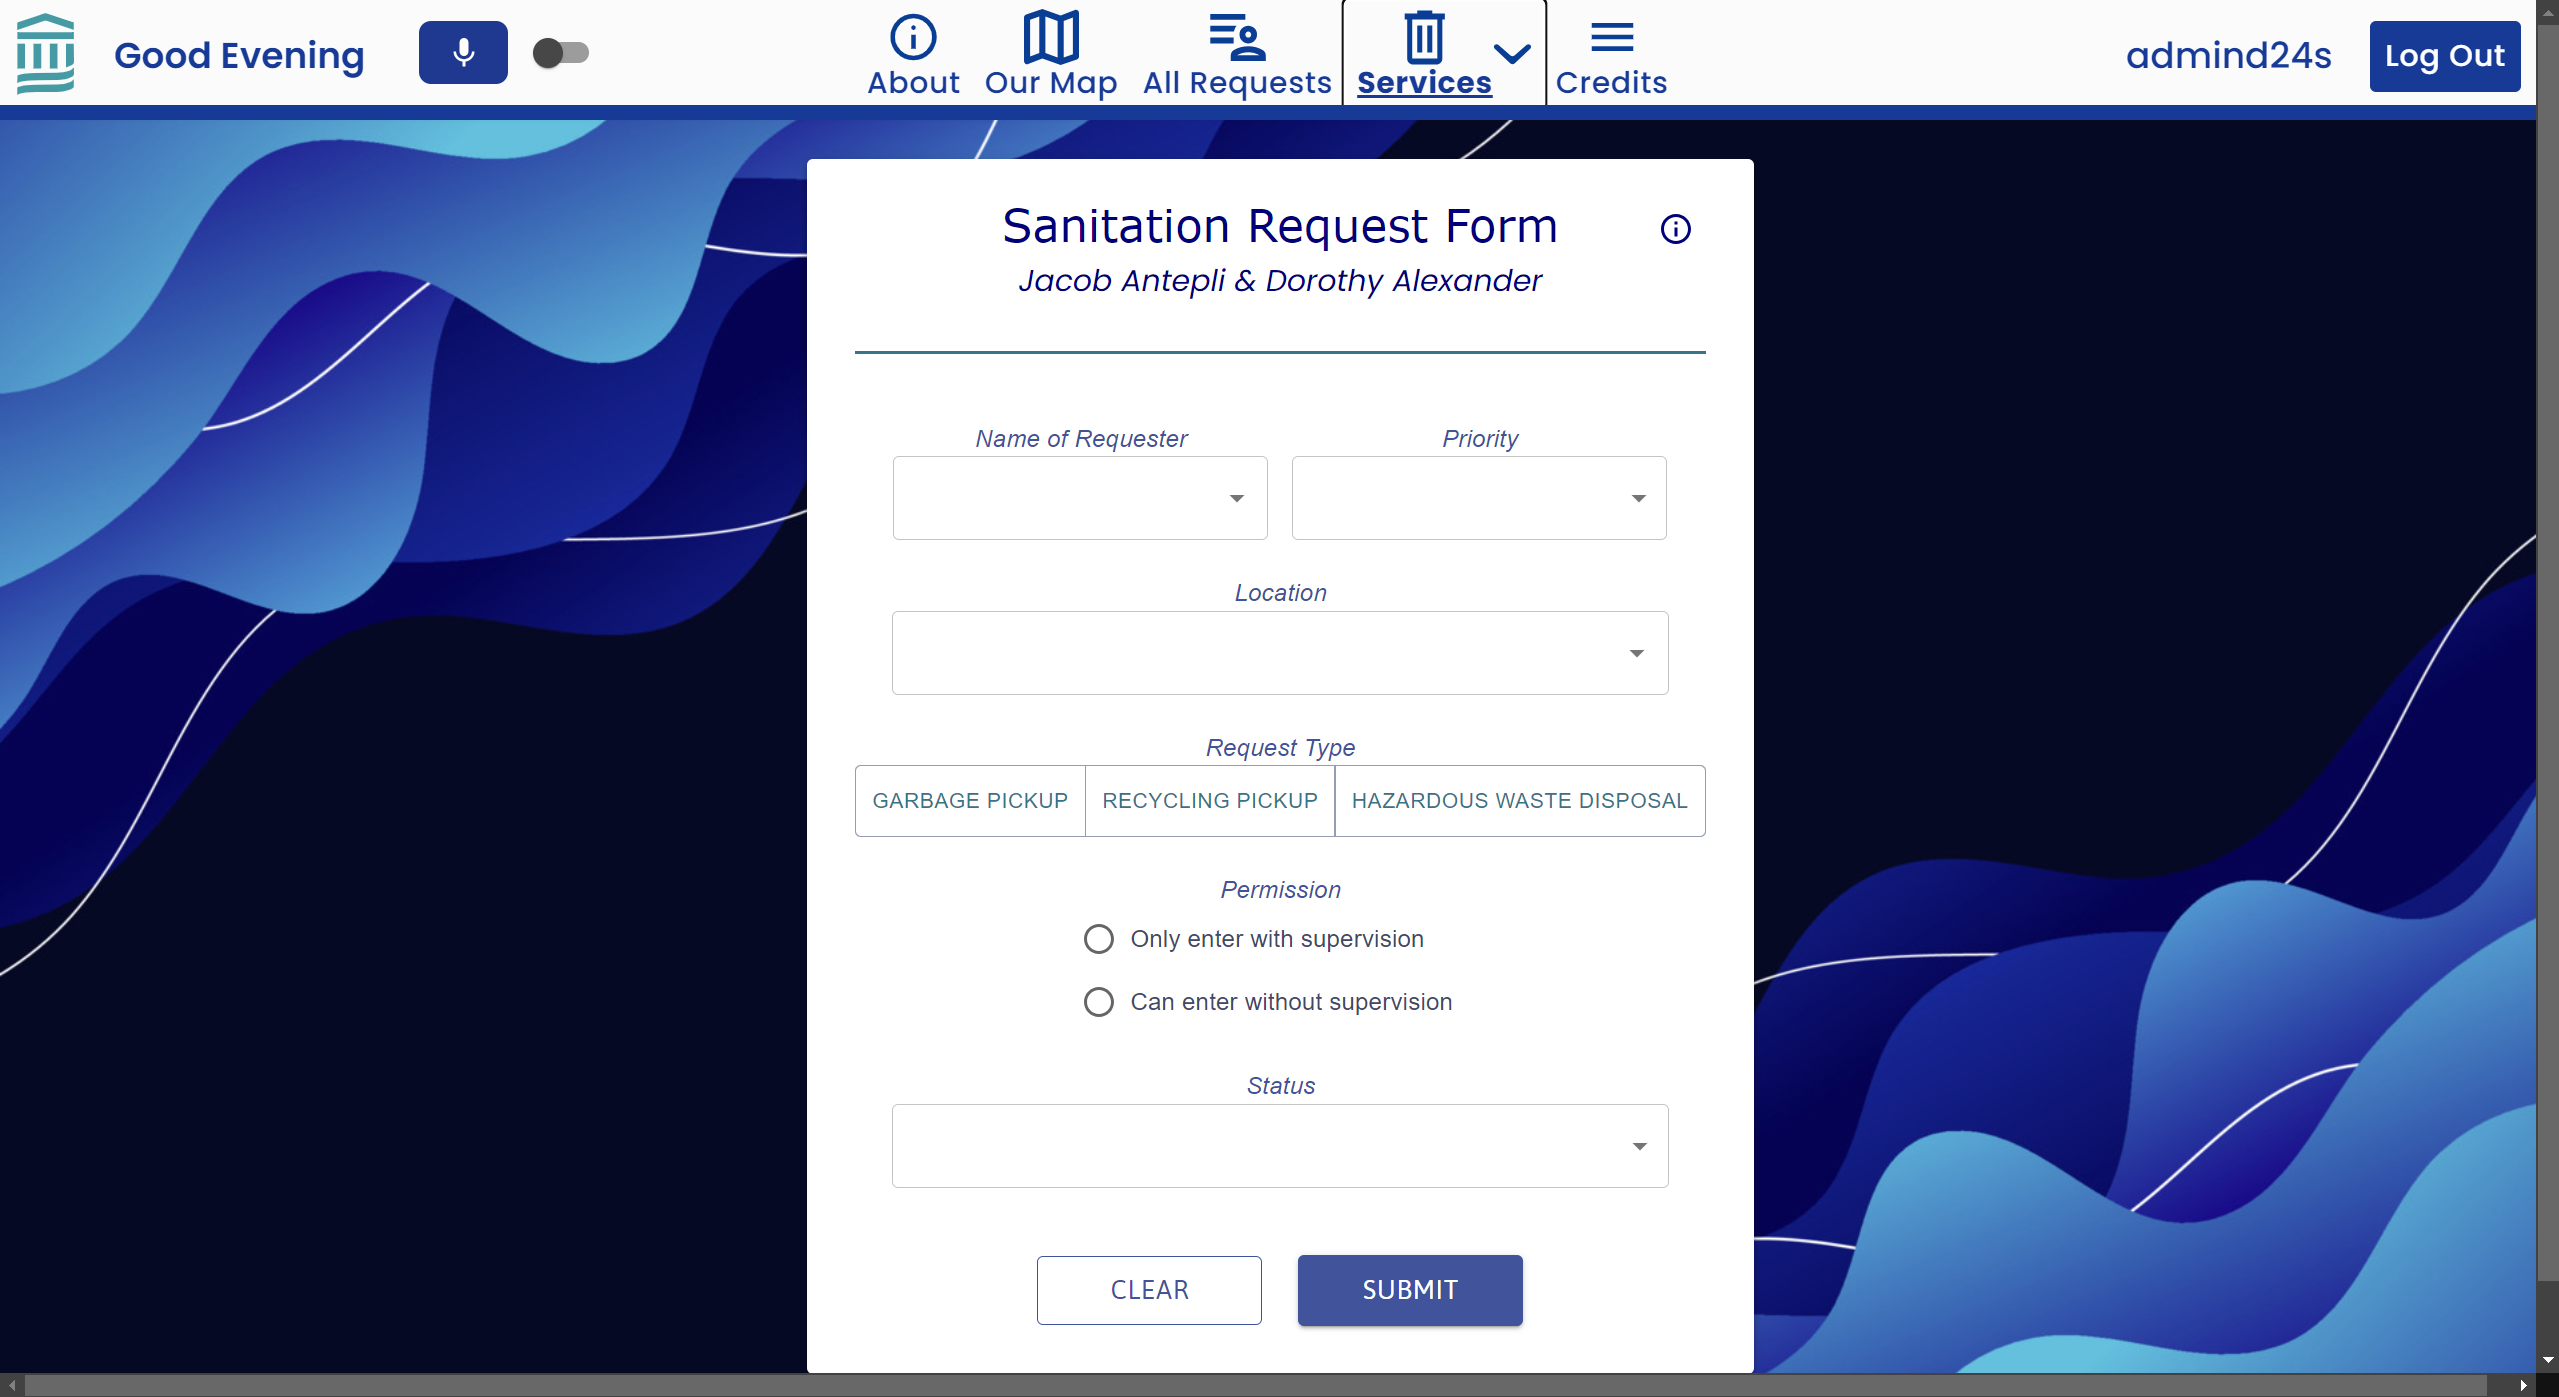 Good Evening
About
Our Map
All Requests
Services
Credits
admind24s
Log Out
Sanitation Request Form
Jacob Antepli & Dorothy Alexander
Name of Requester
Priority
Location
Request Type
GARBAGE PICKUP
RECYCLING PICKUP
HAZARDOUS WASTE DISPOSAL
Permission
Only enter with supervision
Can enter without supervision
Status
CLEAR
SUBMIT